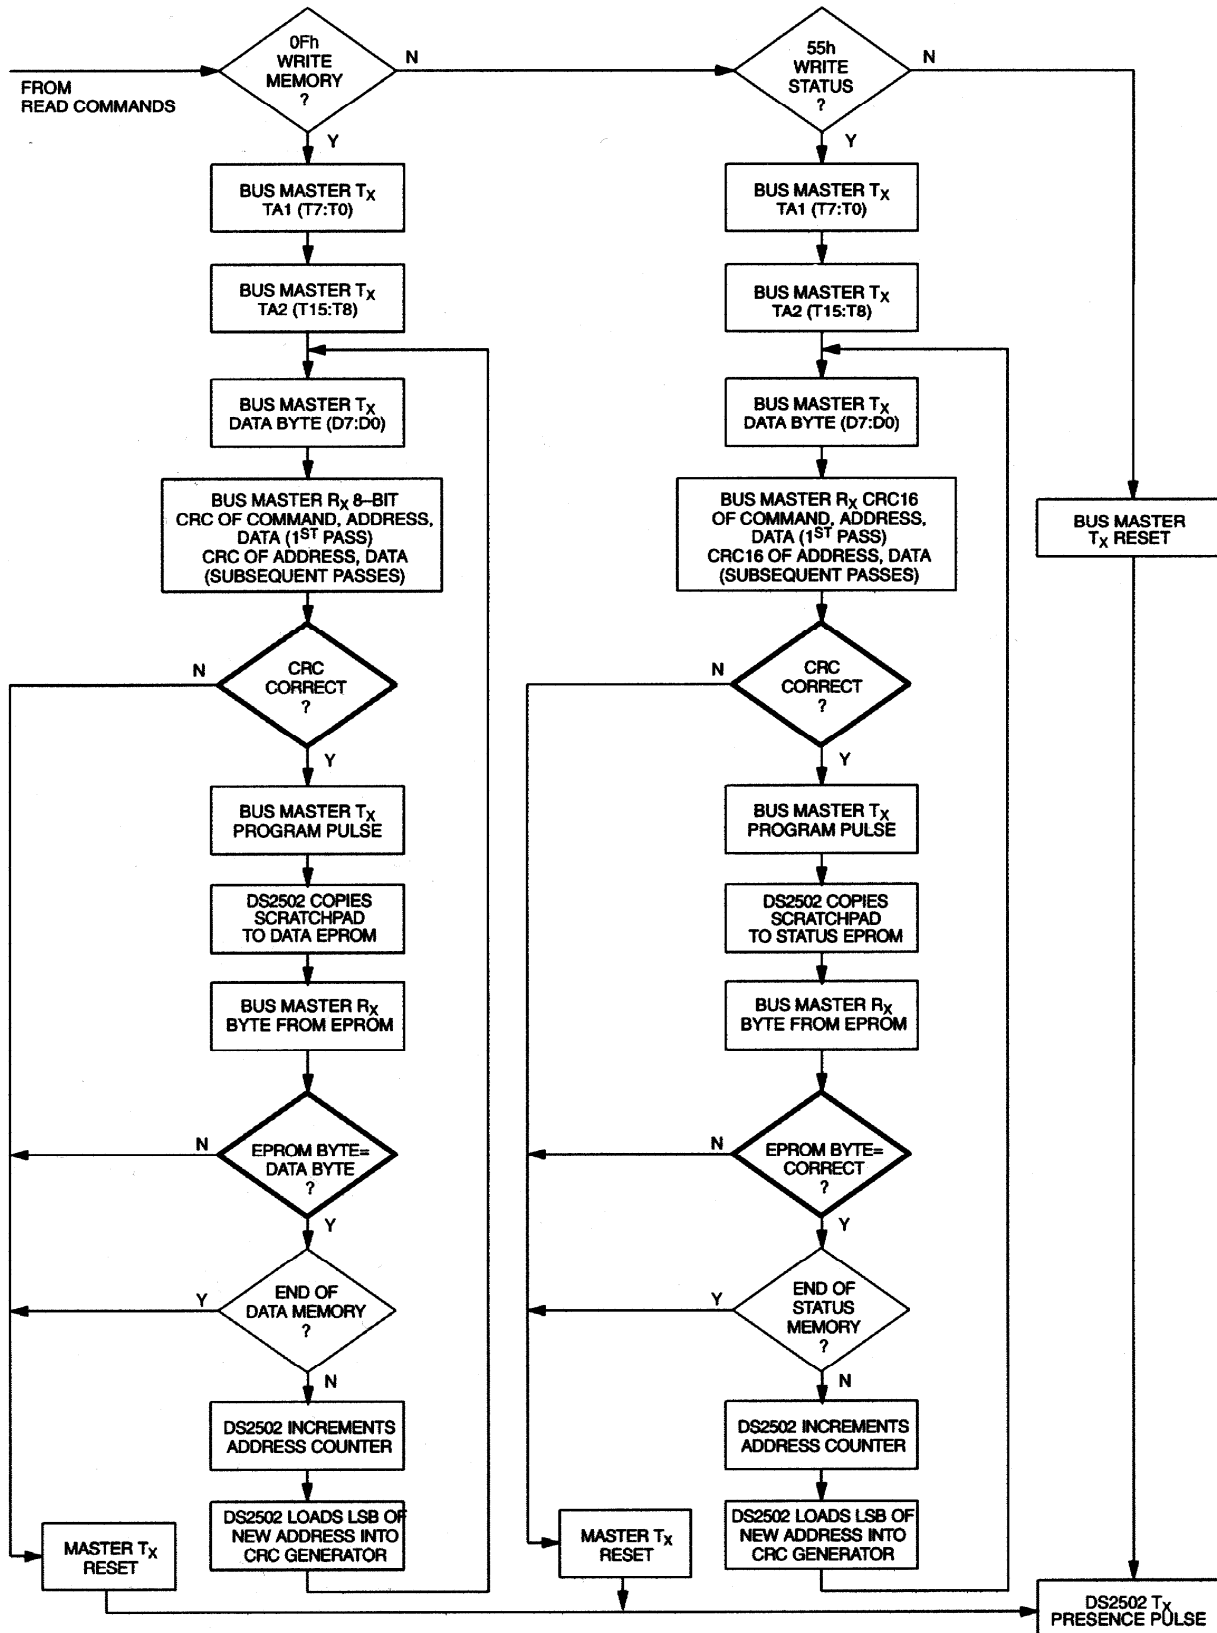 0Fh
WRITE
MEMORY
?
N
FROM
READ COMMANDS
Y
BUS MASTER TX
TA1 (T7:T0)
BUS MASTER TX
TA2 (T15:T8)
BUS MASTER TX
DATA BYTE (D7:D0)
BUS MASTER RX 8–BIT
CRC OF COMMAND, ADDRESS,
DATA (1ST PASS)
CRC OF ADDRESS, DATA
(SUBSEQUENT PASSES)
N
CRC
CORRECT
?
Y
BUS MASTER TX
PROGRAM PULSE
DS2502 COPIES
SCRATCHPAD
TO DATA EPROM
BUS MASTER RX
BYTE FROM EPROM
N
EPROM BYTE=
DATA BYTE
?
Y
Y
END OF
DATA MEMORY
?
N
DS2502 INCREMENTS
ADDRESS COUNTER
DS2502 LOADS LSB OF
NEW ADDRESS INTO
CRC GENERATOR
MASTER TX
RESET
55h
WRITE
STATUS
?
N
Y
BUS MASTER TX
TA1 (T7:T0)
BUS MASTER TX
TA2 (T15:T8)
BUS MASTER TX
DATA BYTE (D7:D0)
BUS MASTER RX CRC16
OF COMMAND, ADDRESS,
DATA (1ST PASS)
CRC16 OF ADDRESS, DATA
(SUBSEQUENT PASSES)
N
CRC
CORRECT
?
Y
BUS MASTER TX
PROGRAM PULSE
DS2502 COPIES
SCRATCHPAD
TO STATUS EPROM
BUS MASTER RX
BYTE FROM EPROM
N
EPROM BYTE=
CORRECT
?
Y
Y
END OF
STATUS
MEMORY
?
N
DS2502 INCREMENTS
ADDRESS COUNTER
DS2502 LOADS LSB OF
NEW ADDRESS INTO
CRC GENERATOR
MASTER TX
RESET
BUS MASTER
TX RESET
DS2502 TX
PRESENCE PULSE